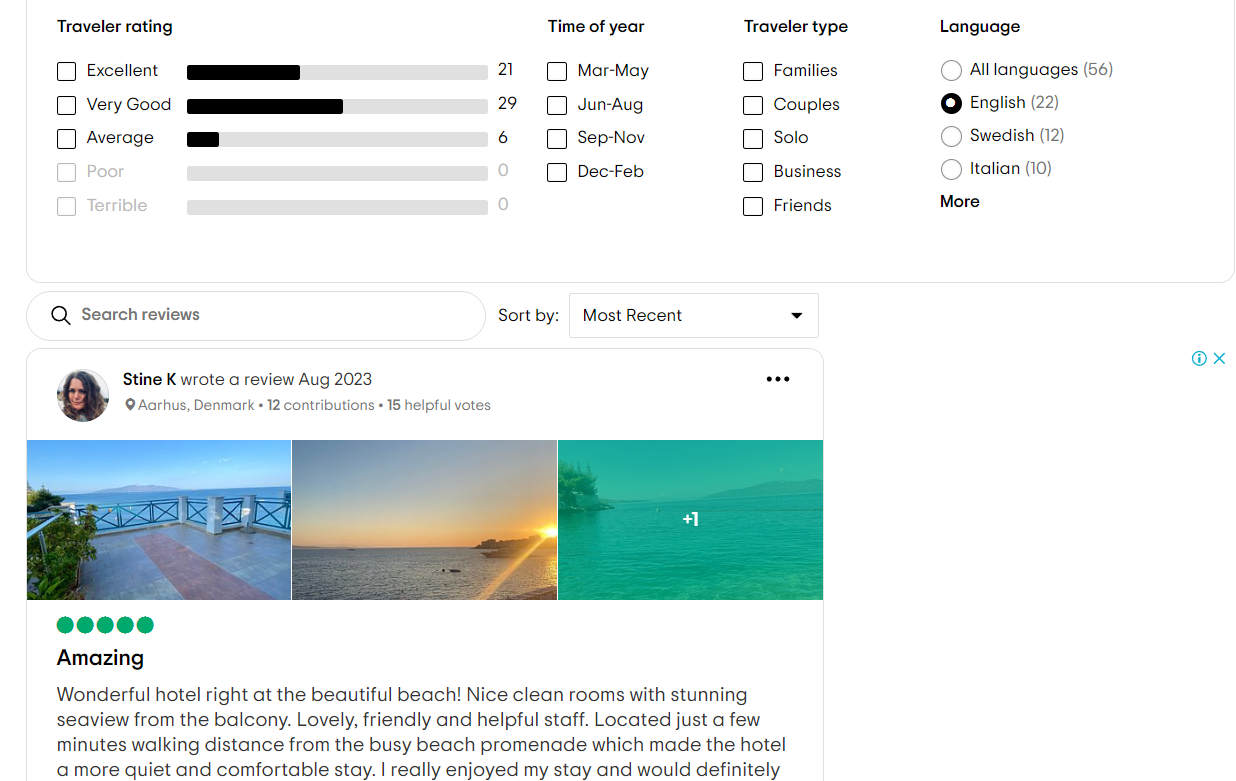 Traveler rating
Excellent 21
Very Good 29
Average 6
Poor 0
Terrible 0
Time of year
Mar-May
Jun-Aug
Sep-Nov
Dec-Feb
Traveler type
Families
Couples
Solo
Business
Friends
Language
All languages (56)
English (22)
Swedish (12)
Italian (10)
More
Search reviews
Sort by: Most Recent
Stine K wrote a review Aug 2023
Aarhus, Denmark • 12 contributions • 15 helpful votes
+1
Amazing
Wonderful hotel right at the beautiful beach! Nice clean rooms with stunning
seaview from the balcony. Lovely, friendly and helpful staff. Located just a few
minutes walking distance from the busy beach promenade which made the hotel
a more quiet and comfortable stay. I really enjoyed my stay and would definitely